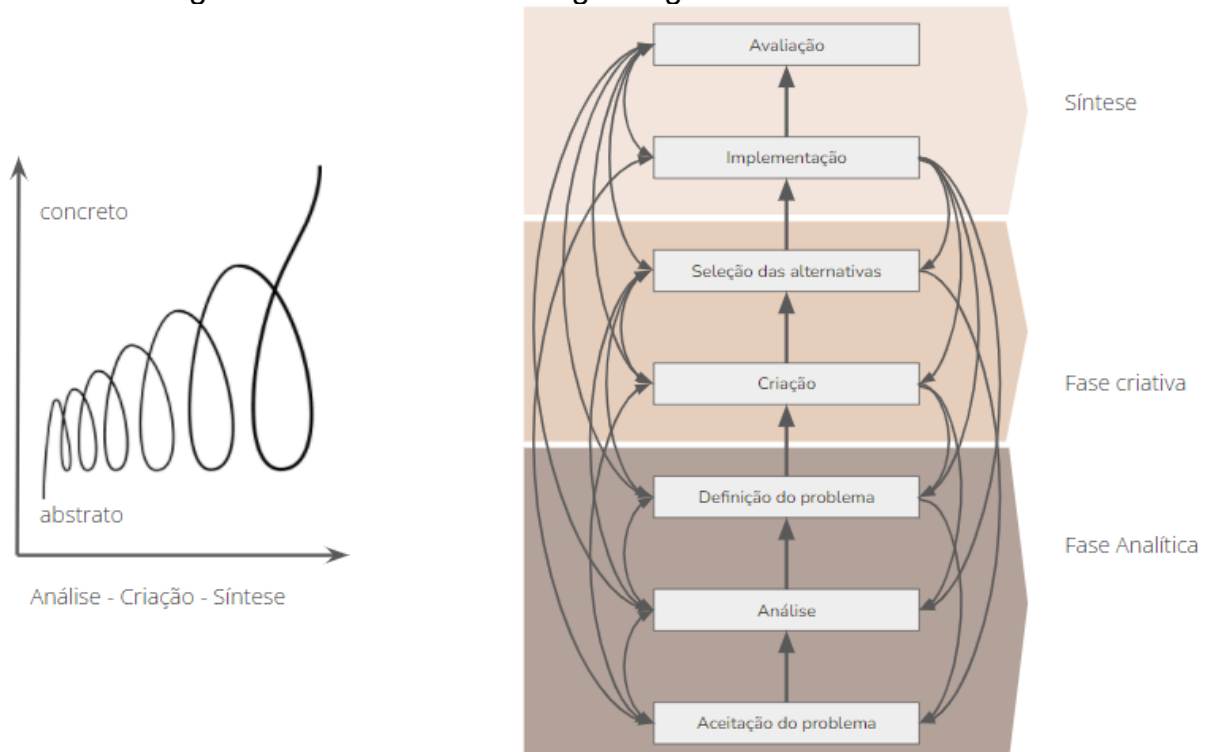 concreto
abstrato
Análise - Criação - Síntese
Avaliação
Implementação
Seleção das alternativas
Criação
Definição do problema
Análise
Aceitação do problema
Síntese
Fase criativa
Fase Analítica